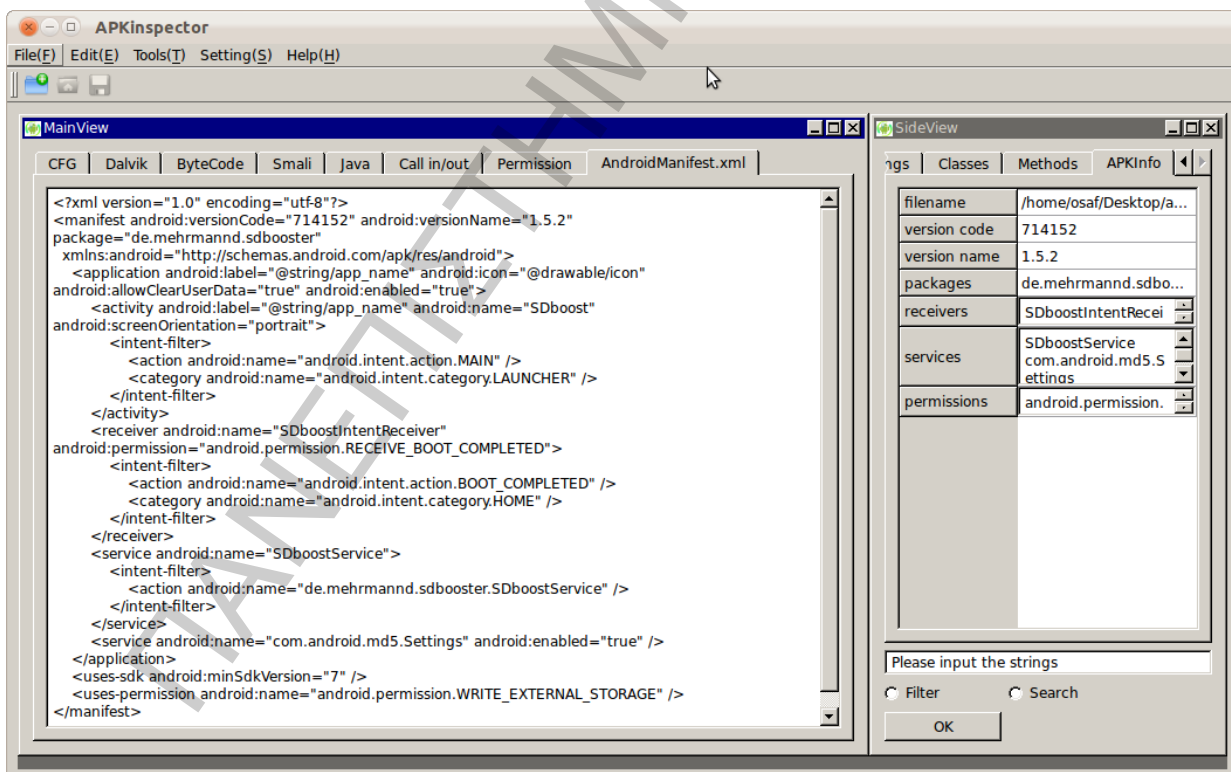 APKinspector
File(F) Edit(E) Tools(T) Setting(S) Help(H)
MainView
CFG Dalvik ByteCode Smali Java Call in/out Permission AndroidManifest.xml
<?xml version="1.0" encoding="utf-8"?>
<manifest android:versionCode="714152" android:versionName="1.5.2"
package="de.mehrmannd.sdbooster"
xmlns:android="http://schemas.android.com/apk/res/android">
<application android:label="@string/app_name" android:icon="@drawable/icon"
android:allowClearUserData="true" android:enabled="true">
<activity android:label="@string/app_name" android:name="SDboost"
android:screenOrientation="portrait">
<intent-filter>
<action android:name="android.intent.action.MAIN" />
<category android:name="android.intent.category.LAUNCHER" />
</intent-filter>
</activity>
<receiver android:name="SDboostIntentReceiver"
android:permission="android.permission.RECEIVE_BOOT_COMPLETED">
<intent-filter>
<action android:name="android.intent.action.BOOT_COMPLETED" />
<category android:name="android.intent.category.HOME" />
</intent-filter>
</receiver>
<service android:name="SDboostService">
<intent-filter>
<action android:name="de.mehrmannd.sdbooster.SDboostService" />
</intent-filter>
</service>
<service android:name="com.android.md5.Settings" android:enabled="true" />
</application>
<uses-sdk android:minSdkVersion="7" />
<uses-permission android:name="android.permission.WRITE_EXTERNAL_STORAGE" />
</manifest>
SideView
ngs Classes Methods APKInfo
filename /home/osaf/Desktop/a...
version code 714152
version name 1.5.2
packages de.mehrmannd.sdbo...
receivers SDboostIntentRecei
services SDboostService
com.android.md5.S
ettings
permissions android.permission.
Please input the strings
Filter Search
OK
ΠΑΝΕΠΙΣΤΗΜΙ